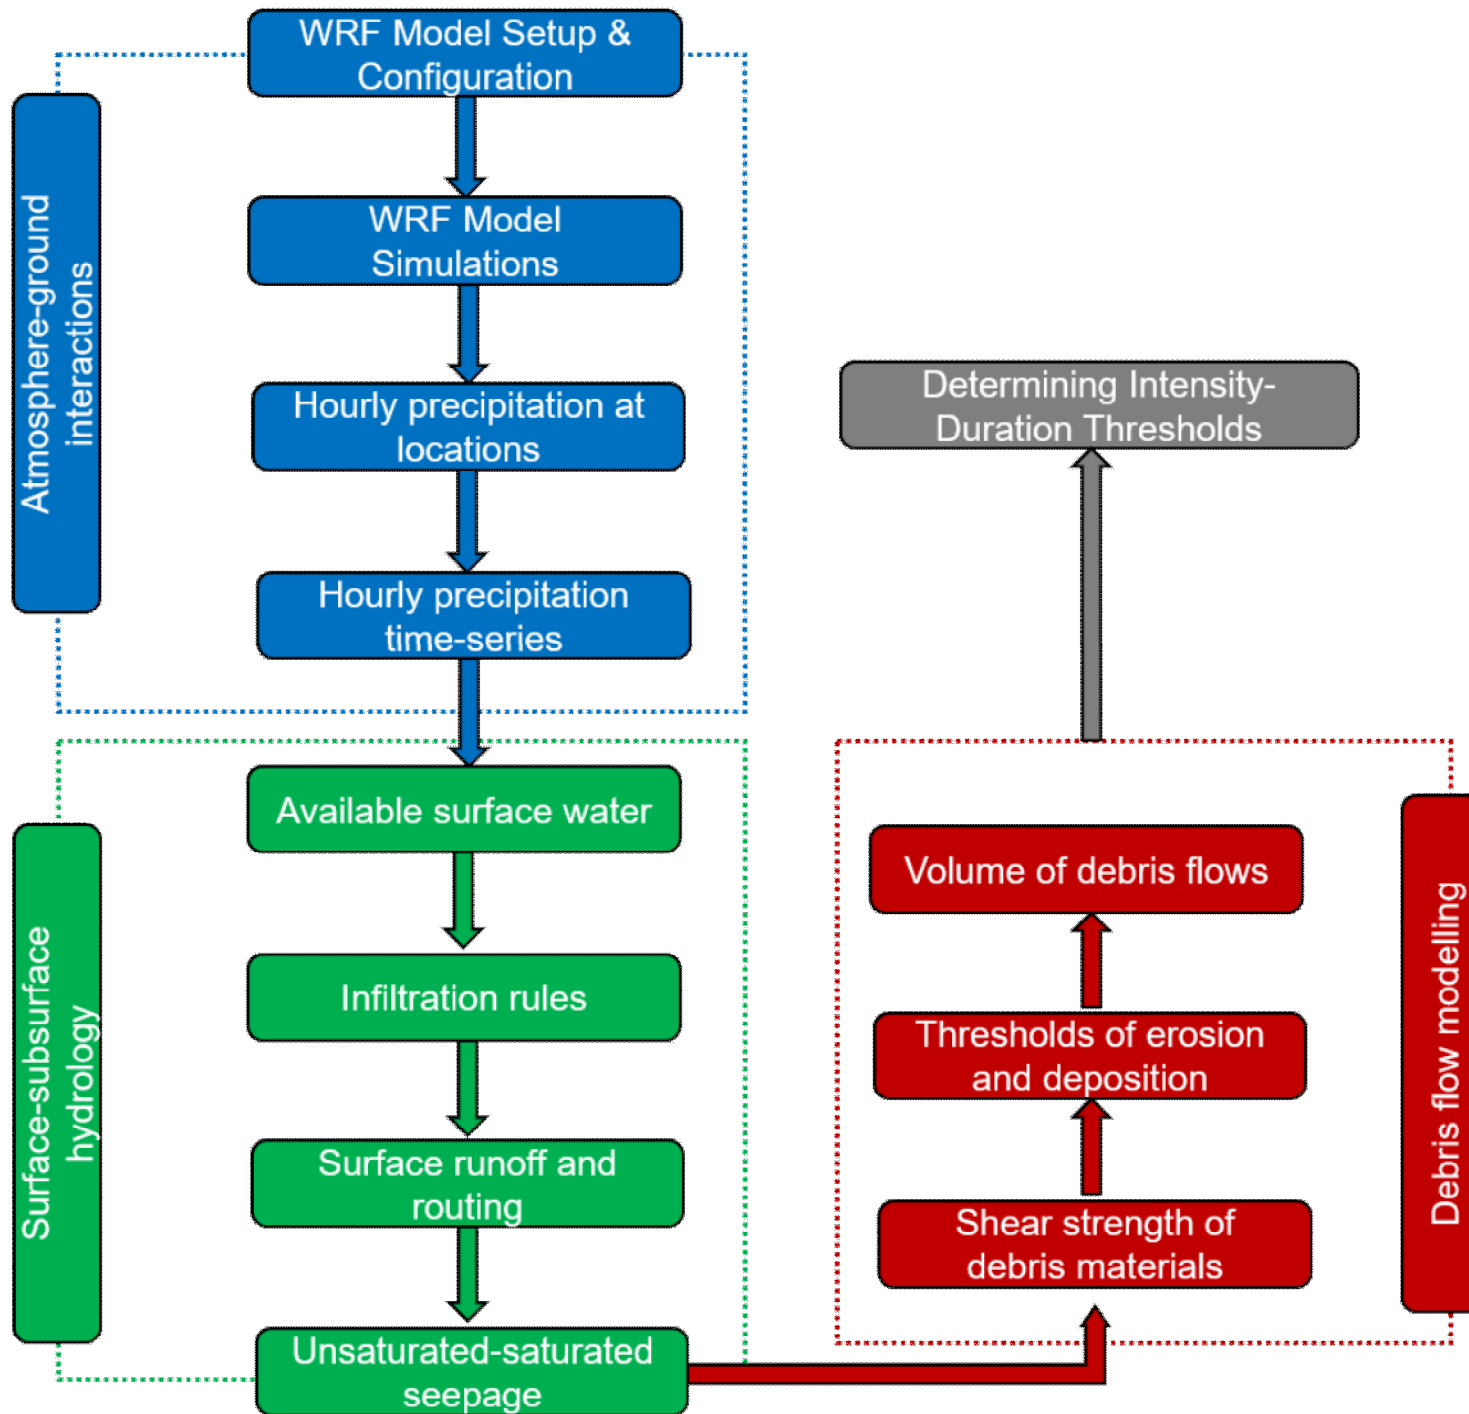 WRF Model Setup &
Configuration
Atmosphere-ground
interactions
WRF Model
Simulations
Hourly precipitation at
locations
Hourly precipitation
time-series
Surface-subsurface
hydrology
Available surface water
Infiltration rules
Surface runoff and
routing
Unsaturated-saturated
seepage
Debris flow modelling
Shear strength of
debris materials
Thresholds of erosion
and deposition
Volume of debris flows
Determining Intensity-
Duration Thresholds